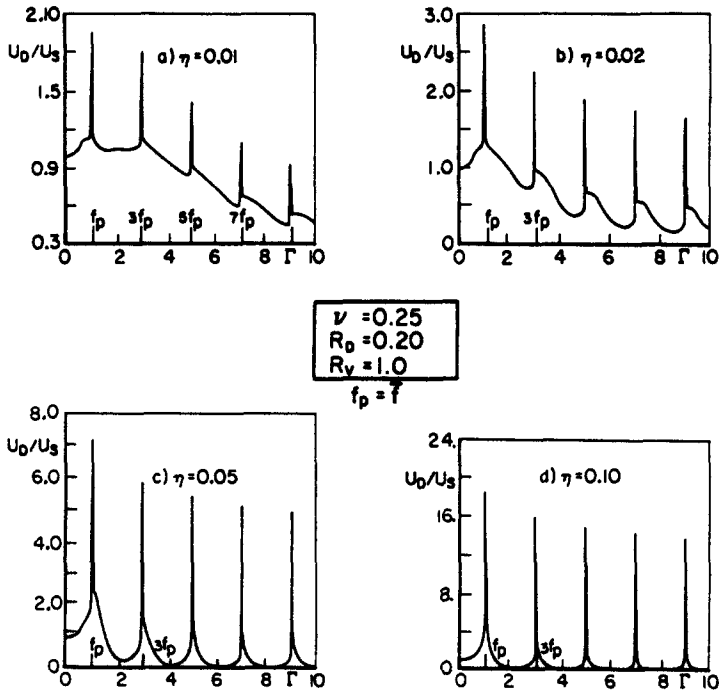 2.10
U_D/U_S
1.5
0.9
0.3
a) η=0.01
f_p 3f_p 5f_p 7f_p
0 2 4 6 8 Γ 10
3.0
U_D/U_S
2.0
1.0
0
b) η=0.02
f_p 3f_p
0 2 4 6 8 Γ 10
ν =0.25
R_D =0.20
R_V =1.0
f_p = f̄
8.0
U_D/U_S
6.0
4.0
2.0
0
c) η=0.05
f_p 3f_p
0 2 4 6 8 Γ 10
24.
U_D/U_S
16.
8.
0
d) η=0.10
f_p 3f_p
0 2 4 6 8 Γ 10